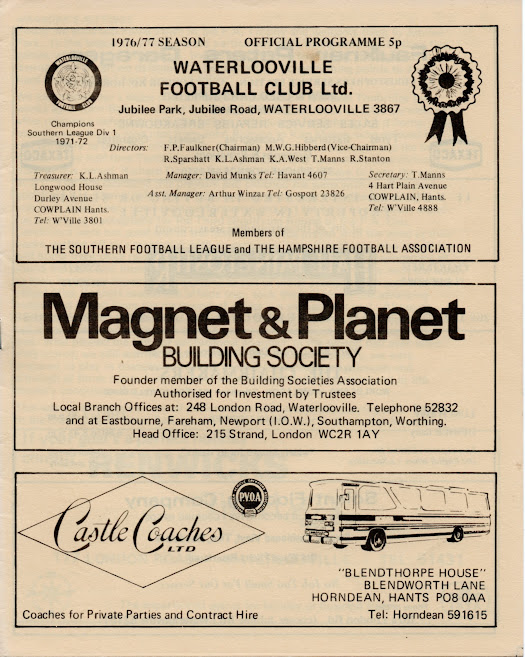 1976/77 SEASON OFFICIAL PROGRAMME 5p
WATERLOOVILLE
FOOTBALL CLUB Ltd.
Jubilee Park, Jubilee Road, WATERLOOVILLE 3867
WATERLOOVILLE
FOOTBALL CLUB
Champions
Southern League Div 1
1971-72
Directors: F.P.Faulkner(Chairman) M.W.G.Hibberd(Vice-Chairman)
R.Sparshatt K.L.Ashman K.A.West T.Manns R.Stanton
Treasurer: K.L.Ashman
Longwood House
Durley Avenue
COWPLAIN, Hants.
Tel: W'Ville 3801
Manager: David Munks Tel: Havant 4607
Asst. Manager: Arthur Winzar Tel: Gosport 23826
Secretary: T.Manns
4 Hart Plain Avenue
COWPLAIN, Hants.
Tel: W'Ville 4888
Members of
THE SOUTHERN FOOTBALL LEAGUE and THE HAMPSHIRE FOOTBALL ASSOCIATION
Magnet & Planet
BUILDING SOCIETY
Founder member of the Building Societies Association
Authorised for Investment by Trustees
Local Branch Offices at: 248 London Road, Waterlooville. Telephone 52832
and at Eastbourne, Fareham, Newport (I.O.W.), Southampton, Worthing.
Head Office: 215 Strand, London WC2R 1AY
Castle Coaches
LTD
P.V.O.A
"BLENDTHORPE HOUSE"
BLENDWORTH LANE
HORNDEAN, HANTS PO8 0AA
Coaches for Private Parties and Contract Hire Tel: Horndean 591615